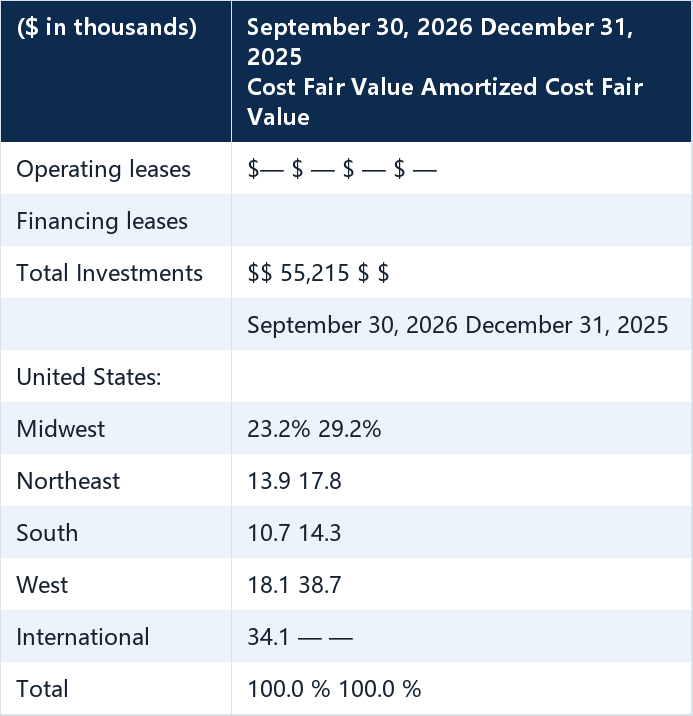 ($ in thousands)
September 30, 2026 December 31,
2025
Cost Fair Value Amortized Cost Fair
Value
Operating leases
$— $ — $ — $ —
Financing leases
Total Investments
$$ 55,215 $ $
September 30, 2026 December 31, 2025
United States:
Midwest
23.2% 29.2%
Northeast
13.9 17.8
South
10.7 14.3
West
18.1 38.7
International
34.1 — —
Total
100.0 % 100.0 %